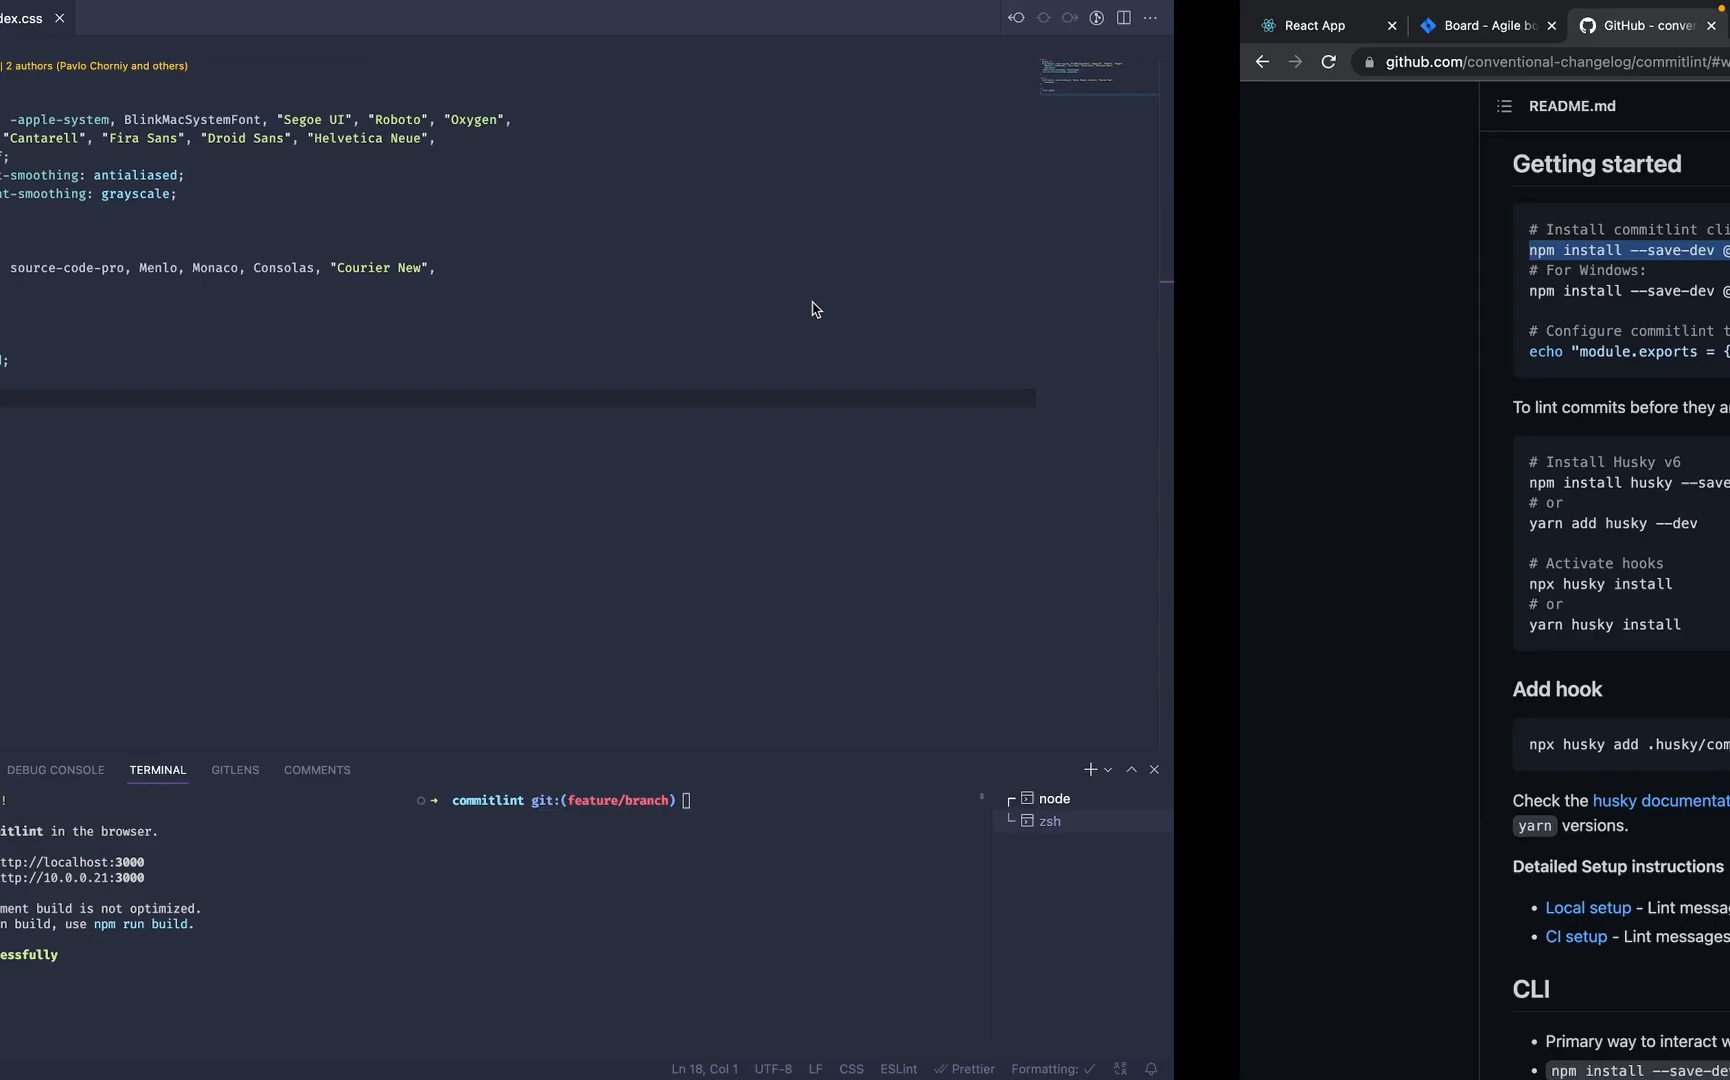 dex.css
| 2 authors (Pavlo Chorniy and others)
-apple-system, BlinkMacSystemFont, "Segoe UI", "Roboto", "Oxygen",
"Cantarell", "Fira Sans", "Droid Sans", "Helvetica Neue",
f;
t-smoothing: antialiased;
nt-smoothing: grayscale;
source-code-pro, Menlo, Monaco, Consolas, "Courier New",
;
DEBUG CONSOLE
TERMINAL
GITLENS
COMMENTS
!
itlint in the browser.
ttp://localhost:3000
ttp://10.0.0.21:3000
ment build is not optimized.
n build, use npm run build.
essfully
commitlint git:(feature/branch)
node
zsh
Ln 18, Col 1 UTF-8 LF CSS ESLint Prettier Formatting:
React App
Board - Agile bo
GitHub - conve
github.com/conventional-changelog/commitlint/#w
README.md
Getting started
# Install commitlint cli
npm install --save-dev @
# For Windows:
npm install --save-dev @
# Configure commitlint t
echo "module.exports = {
To lint commits before they a
# Install Husky v6
npm install husky --save
# or
yarn add husky --dev
# Activate hooks
npx husky install
# or
yarn husky install
Add hook
npx husky add .husky/com
Check the husky documentat
yarn versions.
Detailed Setup instructions
• Local setup - Lint messa
• CI setup - Lint messages
CLI
• Primary way to interact w
• npm install --save-de